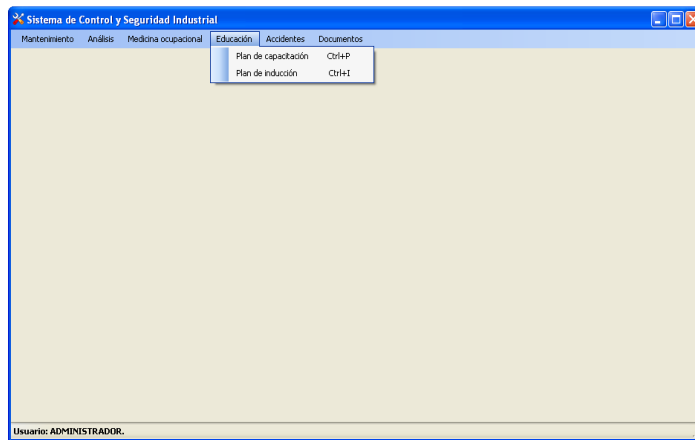 Sistema de Control y Seguridad Industrial
Mantenimiento Análisis Medicina ocupacional Educación Accidentes Documentos
Plan de capacitación Ctrl+P
Plan de inducción Ctrl+I
Usuario: ADMINISTRADOR.